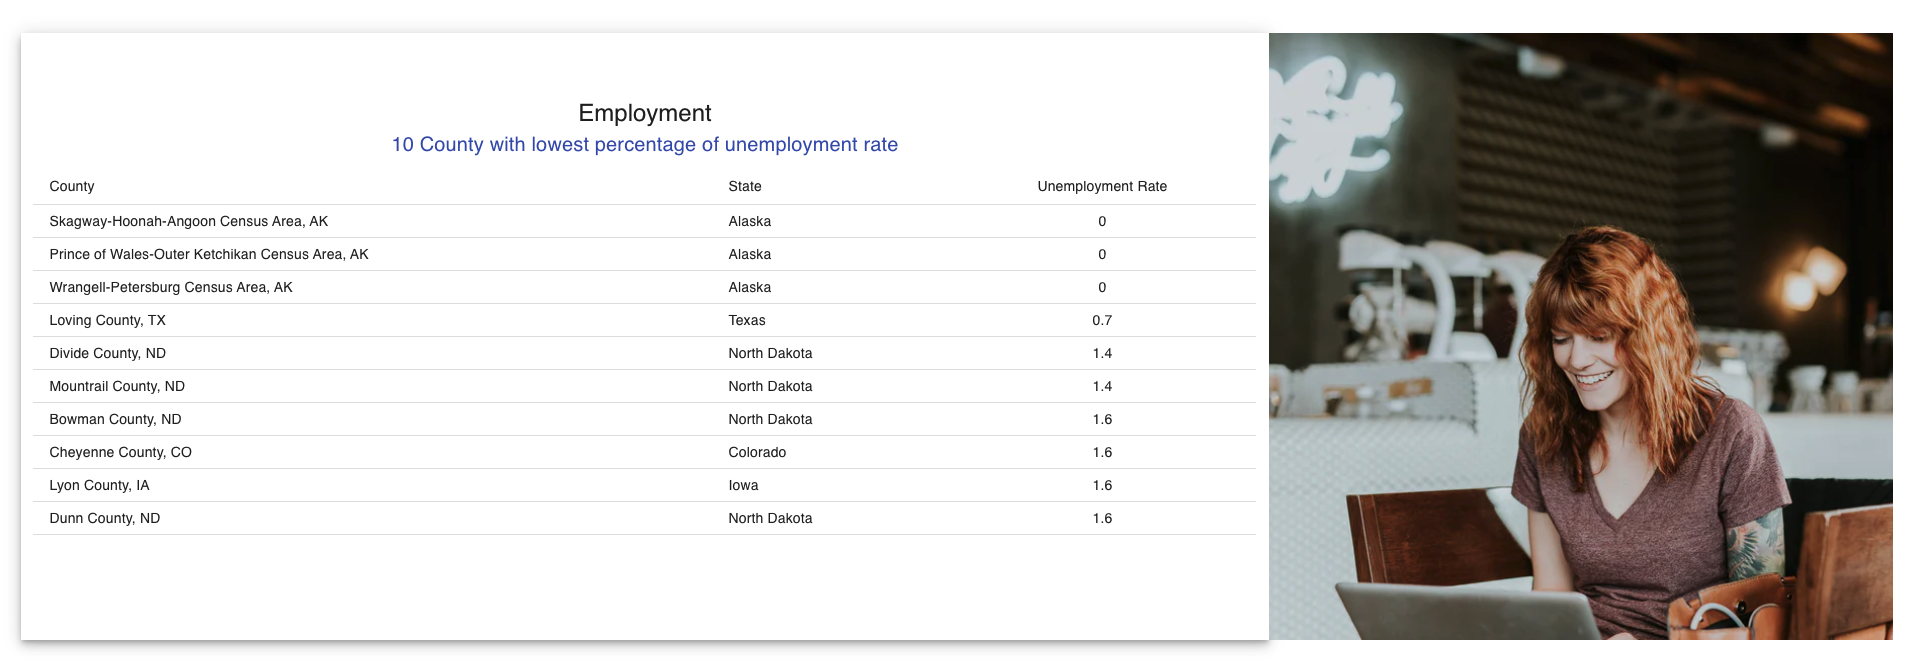 Employment
10 County with lowest percentage of unemployment rate
County State Unemployment Rate
Skagway-Hoonah-Angoon Census Area, AK Alaska 0
Prince of Wales-Outer Ketchikan Census Area, AK Alaska 0
Wrangell-Petersburg Census Area, AK Alaska 0
Loving County, TX Texas 0.7
Divide County, ND North Dakota 1.4
Mountrail County, ND North Dakota 1.4
Bowman County, ND North Dakota 1.6
Cheyenne County, CO Colorado 1.6
Lyon County, IA Iowa 1.6
Dunn County, ND North Dakota 1.6